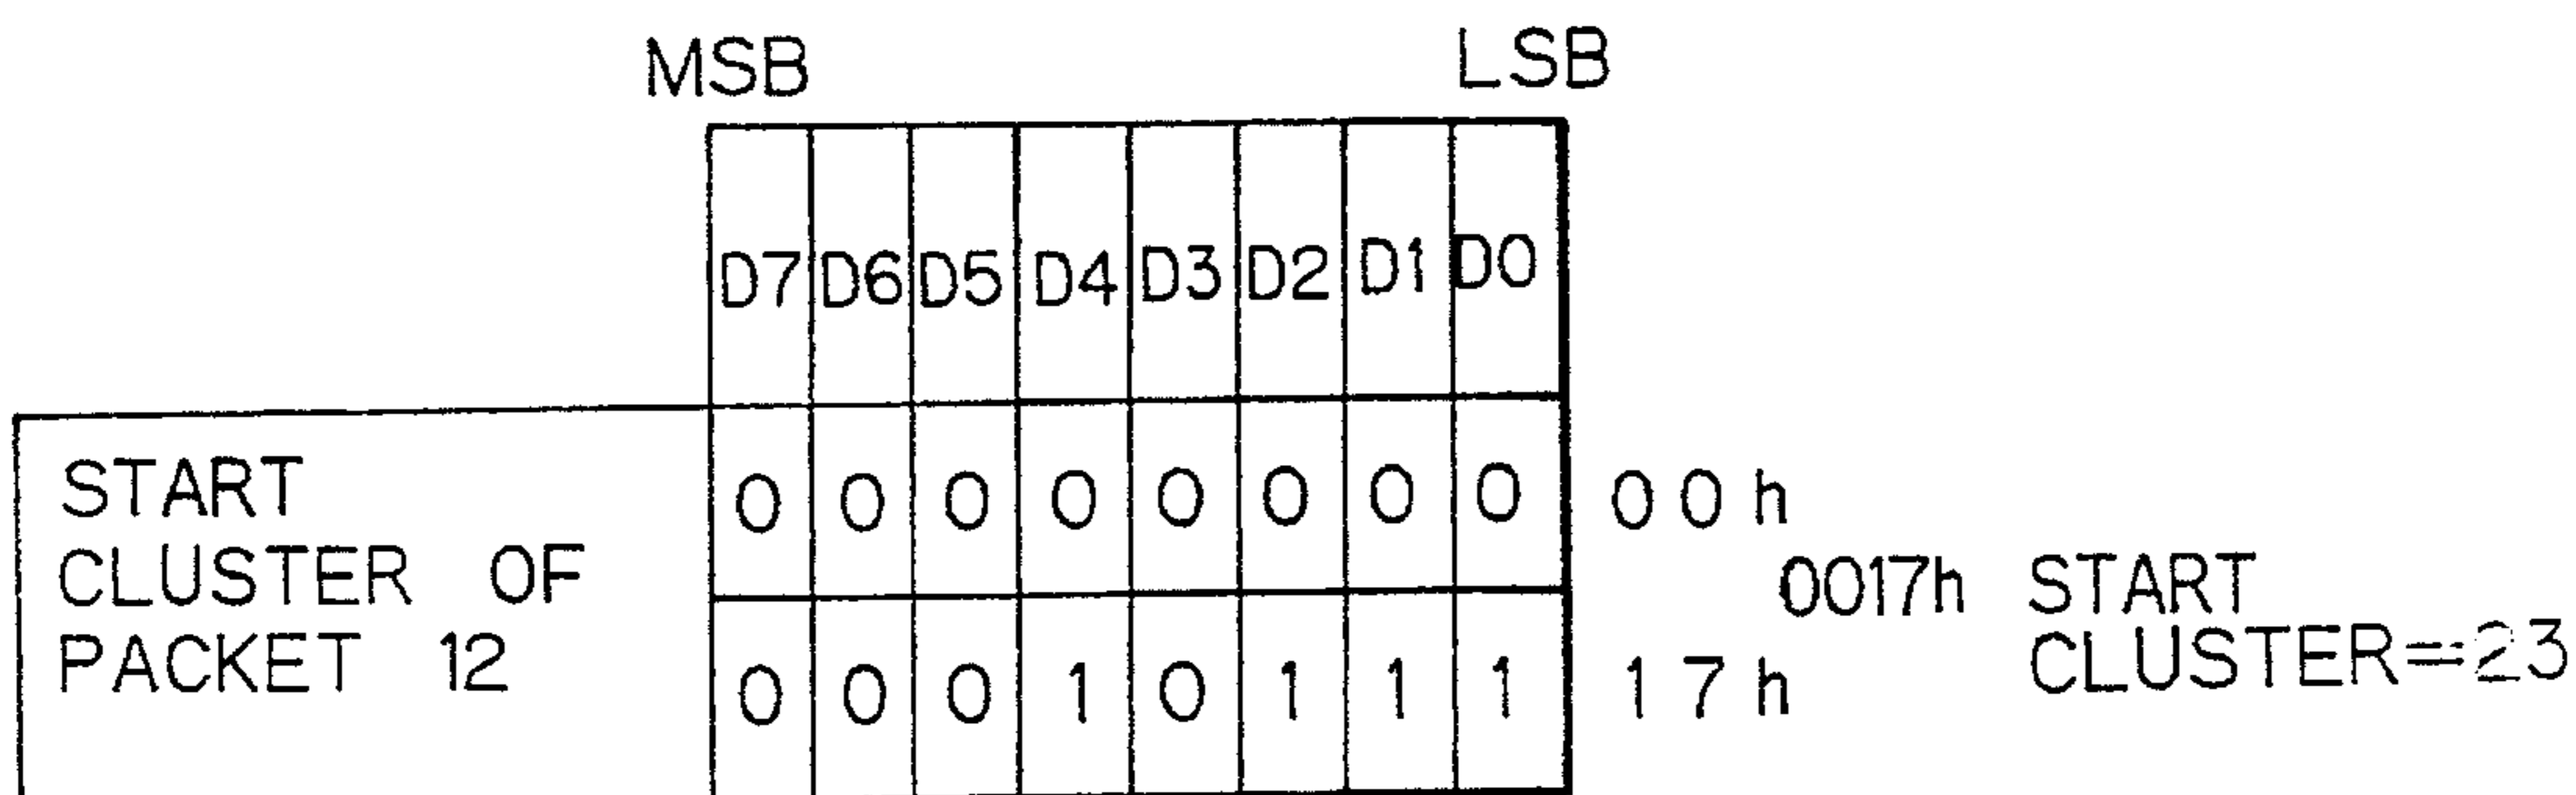 MSB LSB
D7 D6 D5 D4 D3 D2 D1 D0
START
CLUSTER OF
PACKET 12
0 0 0 0 0 0 0 0 00h
0 0 0 1 0 1 1 1 17h
0017h START
CLUSTER=23